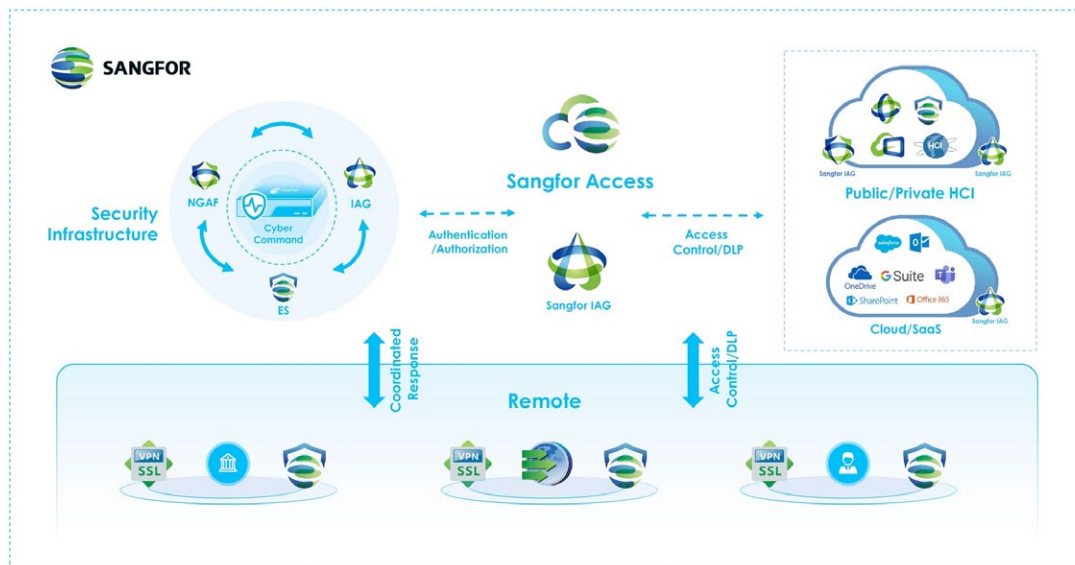 SANGFOR
Security
Infrastructure
NGAF
IAG
Cyber
Command
ES
Authentication
/Authorization
Sangfor Access
Sangfor IAG
Access
Control/DLP
HCI
Sangfor IAG
Sangfor IAG
Public/Private HCI
salesforce
OneDrive
G Suite
SharePoint
Office 365
Sangfor IAG
Cloud/SaaS
Coordinated
Response
Access
Control/DLP
Remote
VPN
SSL
VPN
SSL
VPN
SSL